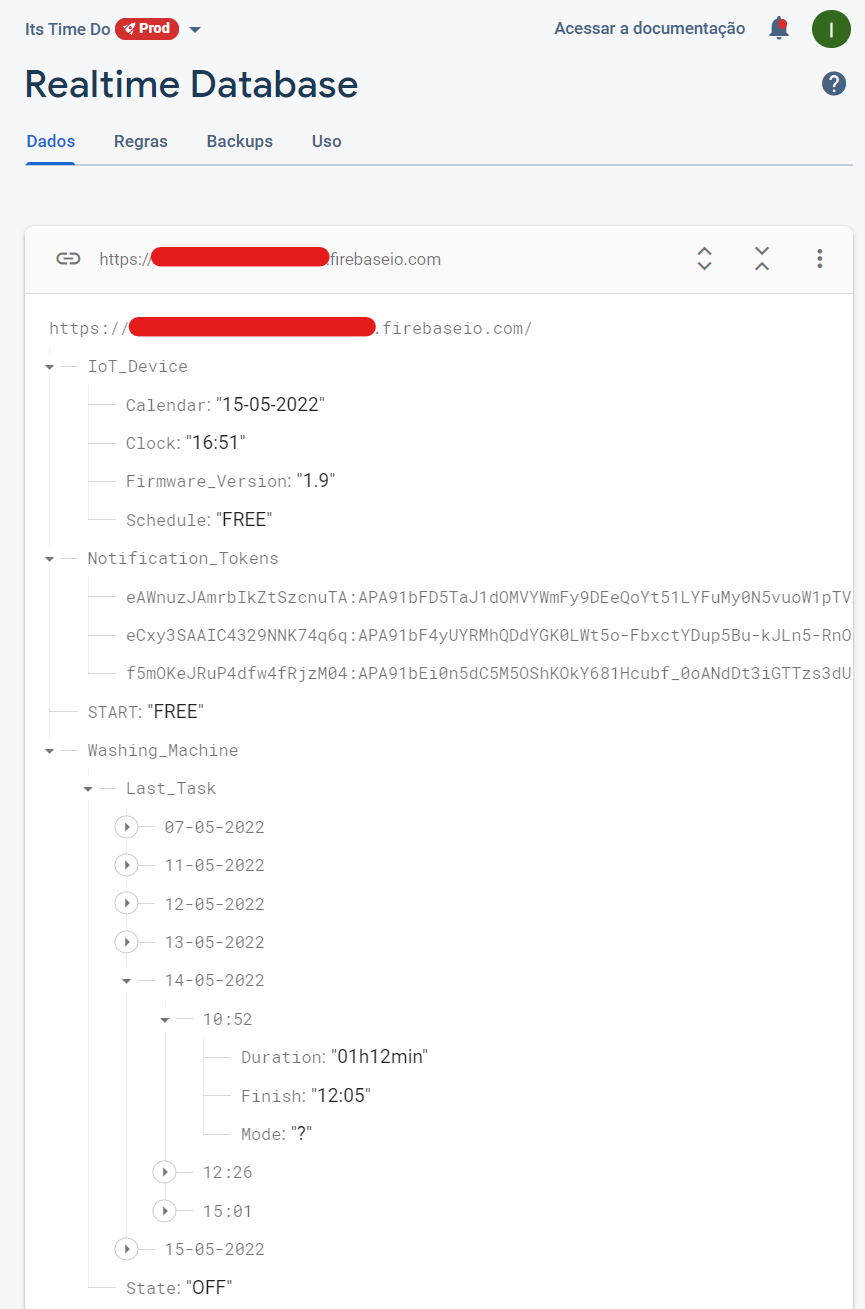 Its Time Do Prod Acessar a documentação I
Realtime Database
Dados Regras Backups Uso
https:// .firebaseio.com
https:// .firebaseio.com/
IoT_Device
Calendar: "15-05-2022"
Clock: "16:51"
Firmware_Version: "1.9"
Schedule: "FREE"
Notification_Tokens
eAWnuzJAmrbIkZtSzcnuTA:APA91bFD5TaJ1dOMVYWmFy9DEeQoYt51LYFuMy0N5vuoW1pTV
eCxy3SAAIC4329NNK74q6q:APA91bF4yUYRMhQDdYGK0LWt5o-FbxctYDup5Bu-kJLn5-RnO
f5mOKeJRuP4dfw4fRjzM04:APA91bEi0n5dC5M5OShKOkY681Hcubf_0oANdDt3iGTTzs3dU
START: "FREE"
Washing_Machine
Last_Task
07-05-2022
11-05-2022
12-05-2022
13-05-2022
14-05-2022
10:52
Duration: "01h12min"
Finish: "12:05"
Mode: "?"
12:26
15:01
15-05-2022
State: "OFF"